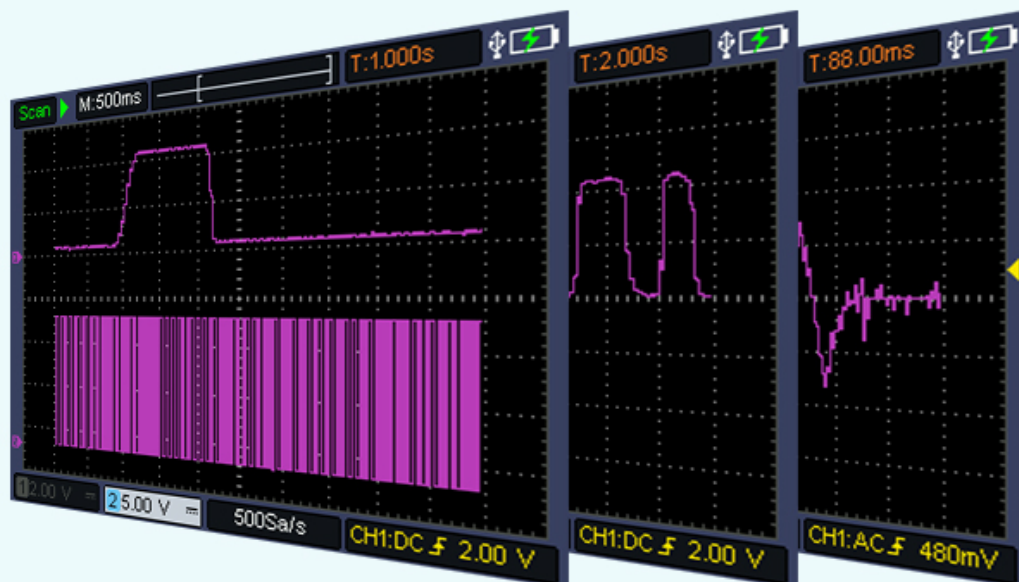 Scan M:500ms T:1.000s
1 2.00 V 2 5.00 V 500Sa/s CH1:DC 2.00 V
T:2.000s
CH1:DC 2.00 V
T:88.00ms
CH1:AC 480mV